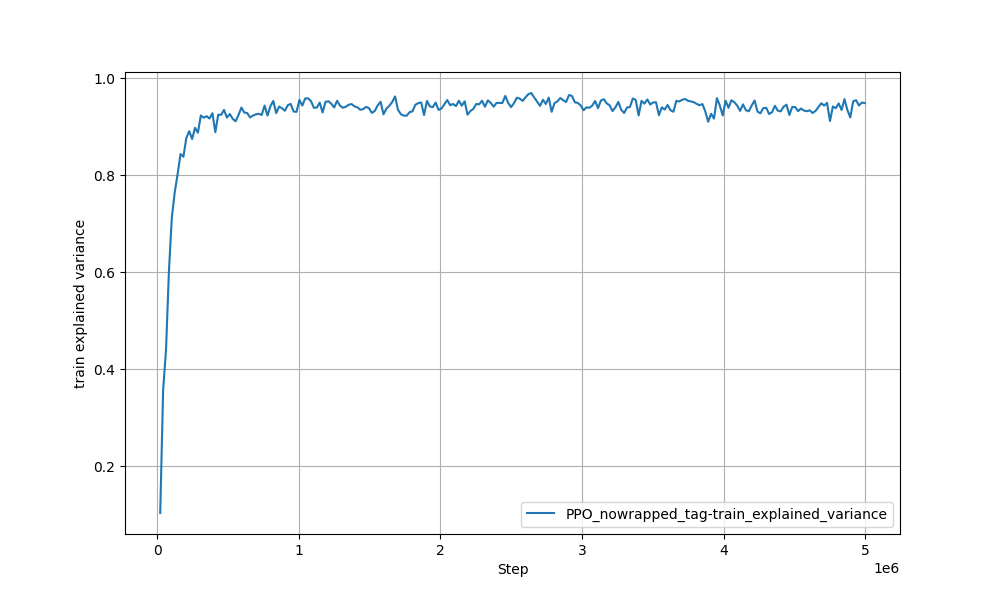 1.0
0.8
0.6
0.4
0.2
train explained variance
0
1
2
3
4
5
1e6
Step
PPO_nowrapped_tag-train_explained_variance